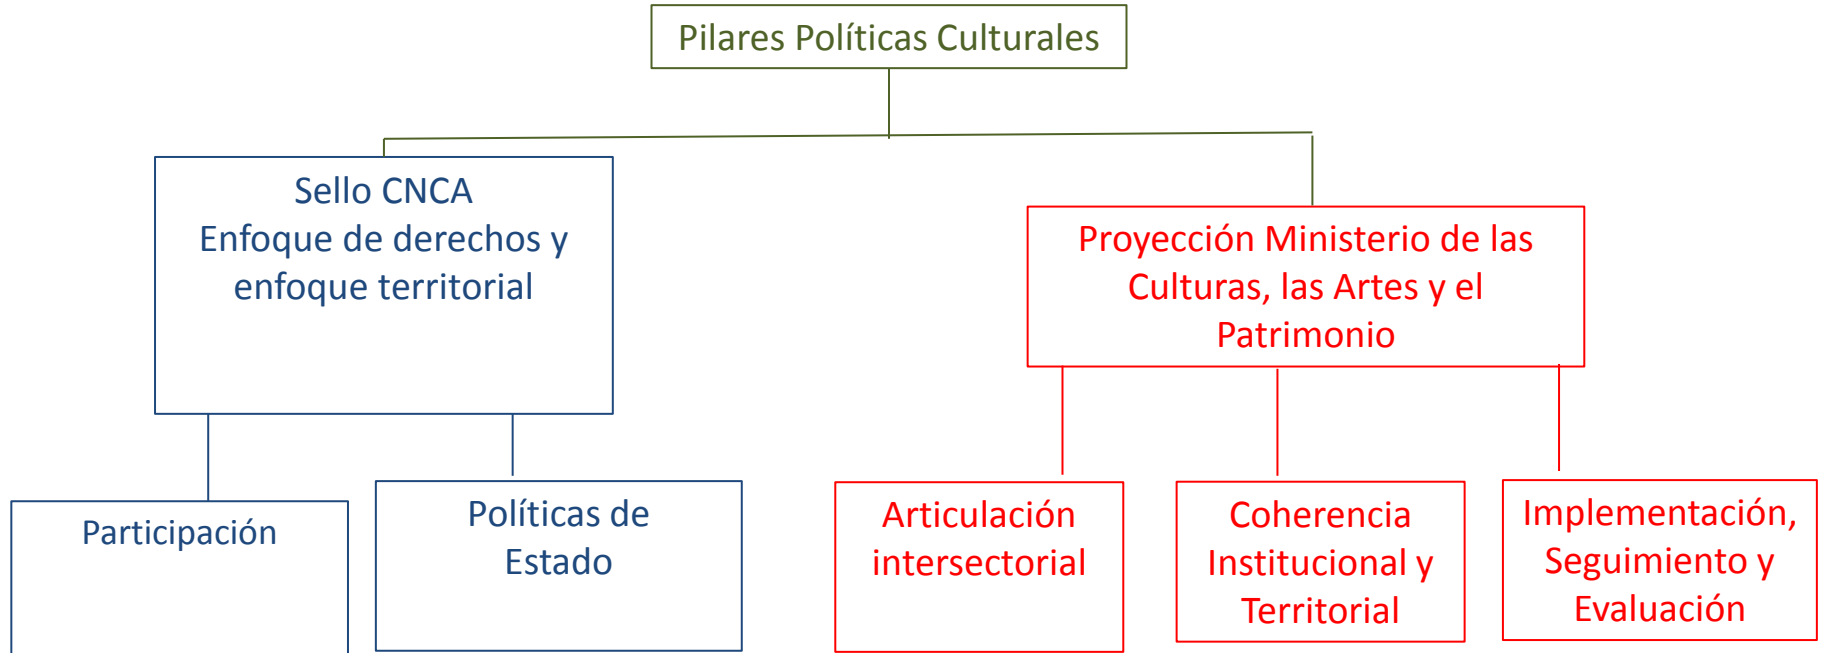 Pilares Políticas Culturales
Sello CNCA
Enfoque de derechos y
enfoque territorial
Proyección Ministerio de las
Culturas, las Artes y el
Patrimonio
Participación
Políticas de
Estado
Articulación
intersectorial
Coherencia
Institucional y
Territorial
Implementación,
Seguimiento y
Evaluación